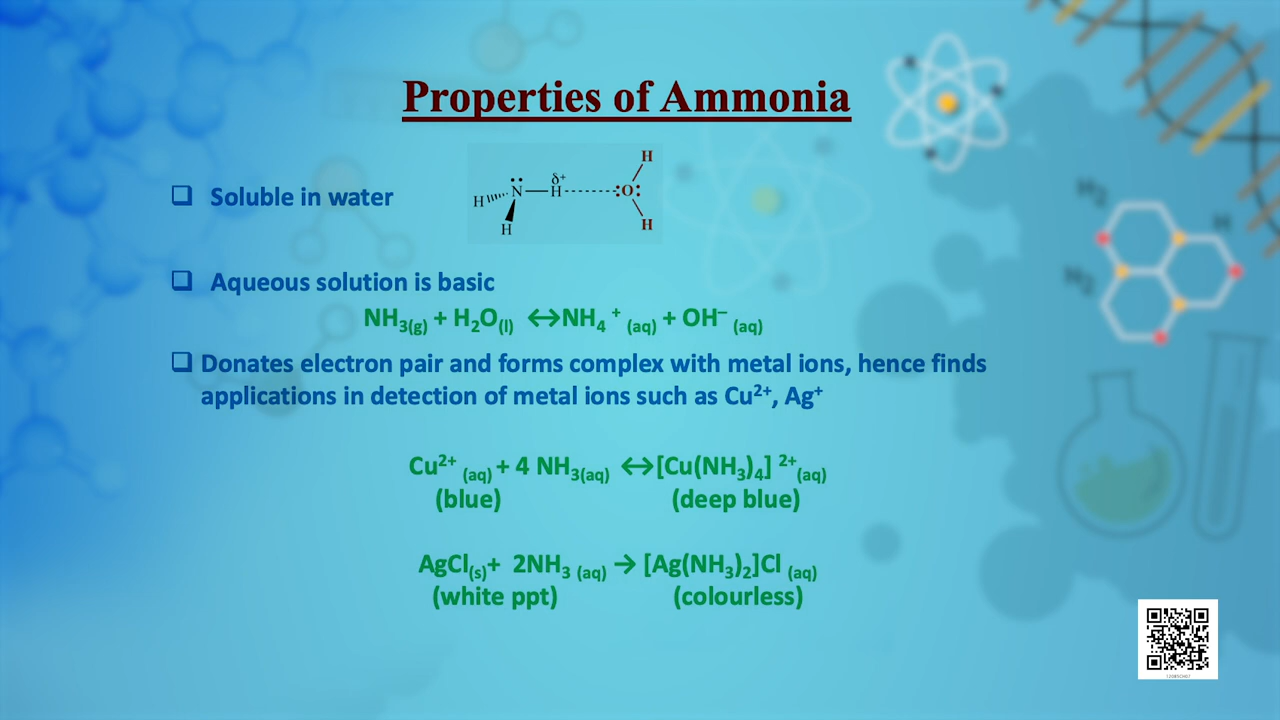 Properties of Ammonia
❑ Soluble in water
H N H δ+ :O: H H H
❑ Aqueous solution is basic
NH₃(g) + H₂O(l) ↔NH₄ ⁺ (aq) + OH⁻ (aq)
❑ Donates electron pair and forms complex with metal ions, hence finds
applications in detection of metal ions such as Cu²⁺, Ag⁺
Cu²⁺ (aq) + 4 NH₃(aq) ↔[Cu(NH₃)₄] ²⁺(aq)
(blue) (deep blue)
AgCl(s)+ 2NH₃ (aq) → [Ag(NH₃)₂]Cl (aq)
(white ppt) (colourless)
H₂
H
H₂